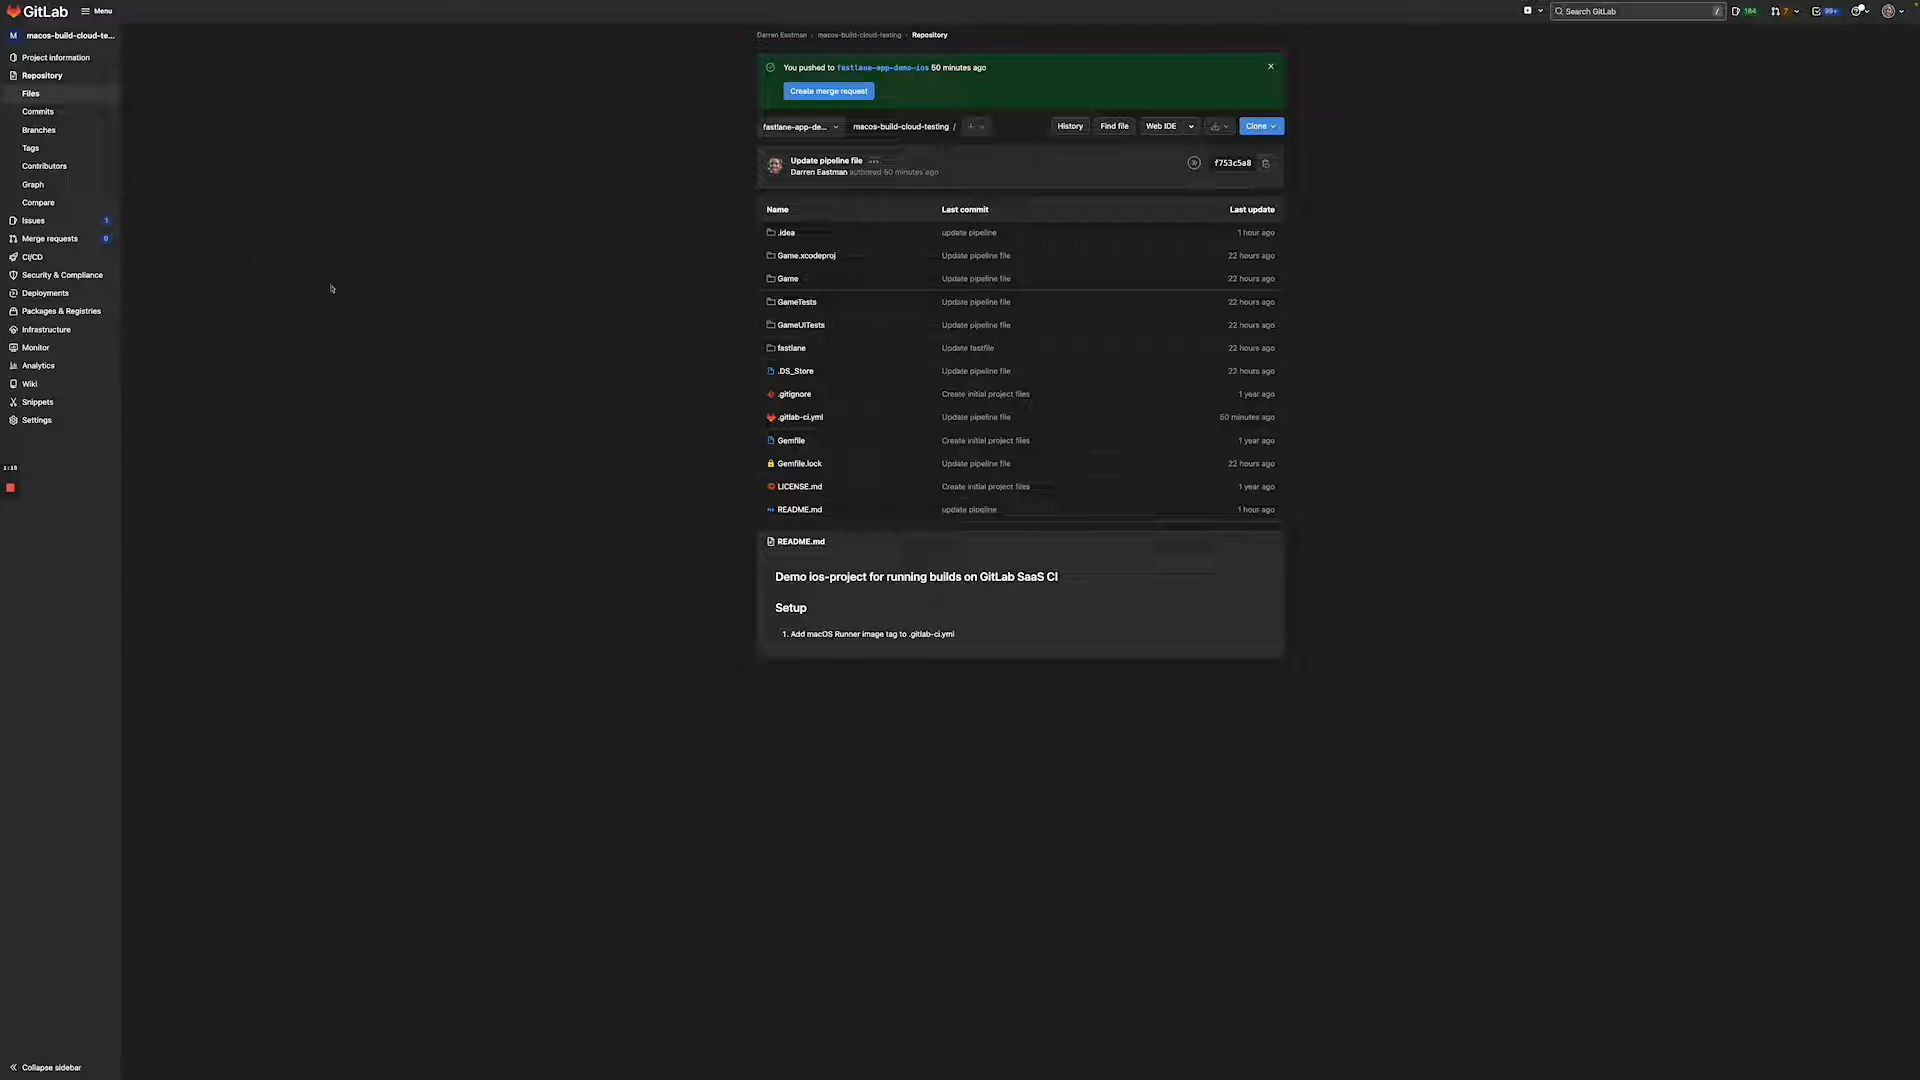 GitLab Menu
Search GitLab / 184 7 99+
M macos-build-cloud-te...
Project information
Repository
Files
Commits
Branches
Tags
Contributors
Graph
Compare
Issues 1
Merge requests 0
CI/CD
Security & Compliance
Deployments
Packages & Registries
Infrastructure
Monitor
Analytics
Wiki
Snippets
Settings
1:18
Collapse sidebar
Darren Eastman › macos-build-cloud-testing › Repository
You pushed to fastlane-app-demo-ios 50 minutes ago
Create merge request
fastlane-app-de... macos-build-cloud-testing / + History Find file Web IDE Clone
Update pipeline file ...
Darren Eastman authored 50 minutes ago
f753c5a8
Name Last commit Last update
.idea update pipeline 1 hour ago
Game.xcodeproj Update pipeline file 22 hours ago
Game Update pipeline file 22 hours ago
GameTests Update pipeline file 22 hours ago
GameUITests Update pipeline file 22 hours ago
fastlane Update fastfile 22 hours ago
.DS_Store Update pipeline file 22 hours ago
.gitignore Create initial project files 1 year ago
.gitlab-ci.yml Update pipeline file 50 minutes ago
Gemfile Create initial project files 1 year ago
Gemfile.lock Update pipeline file 22 hours ago
LICENSE.md Create initial project files 1 year ago
README.md update pipeline 1 hour ago
README.md
Demo ios-project for running builds on GitLab SaaS CI
Setup
1. Add macOS Runner image tag to .gitlab-ci.yml